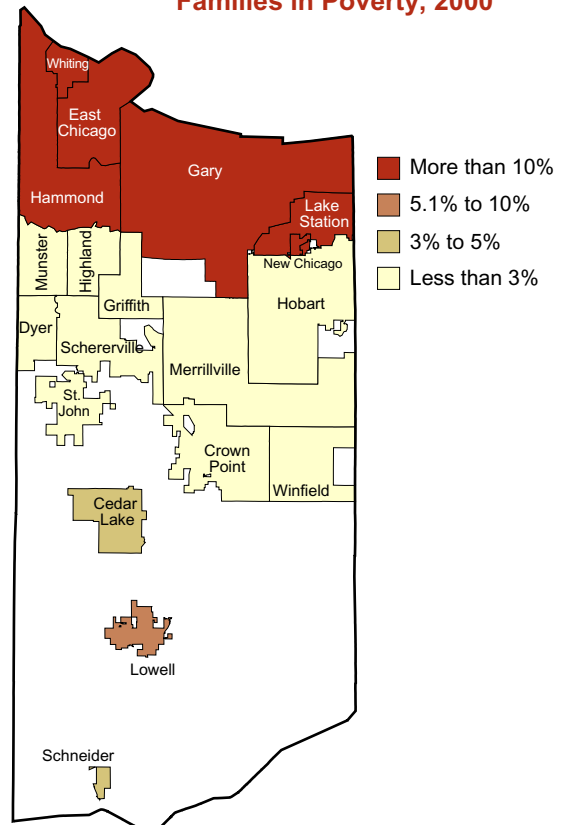 Families in Poverty, 2000
Whiting
East
Chicago
Gary
Hammond
Lake
Station
More than 10%
5.1% to 10%
3% to 5%
Less than 3%
Munster
Highland
New Chicago
Griffith
Hobart
Dyer
Schererville
Merrillville
St.
John
Crown
Point
Winfield
Cedar
Lake
Lowell
Schneider